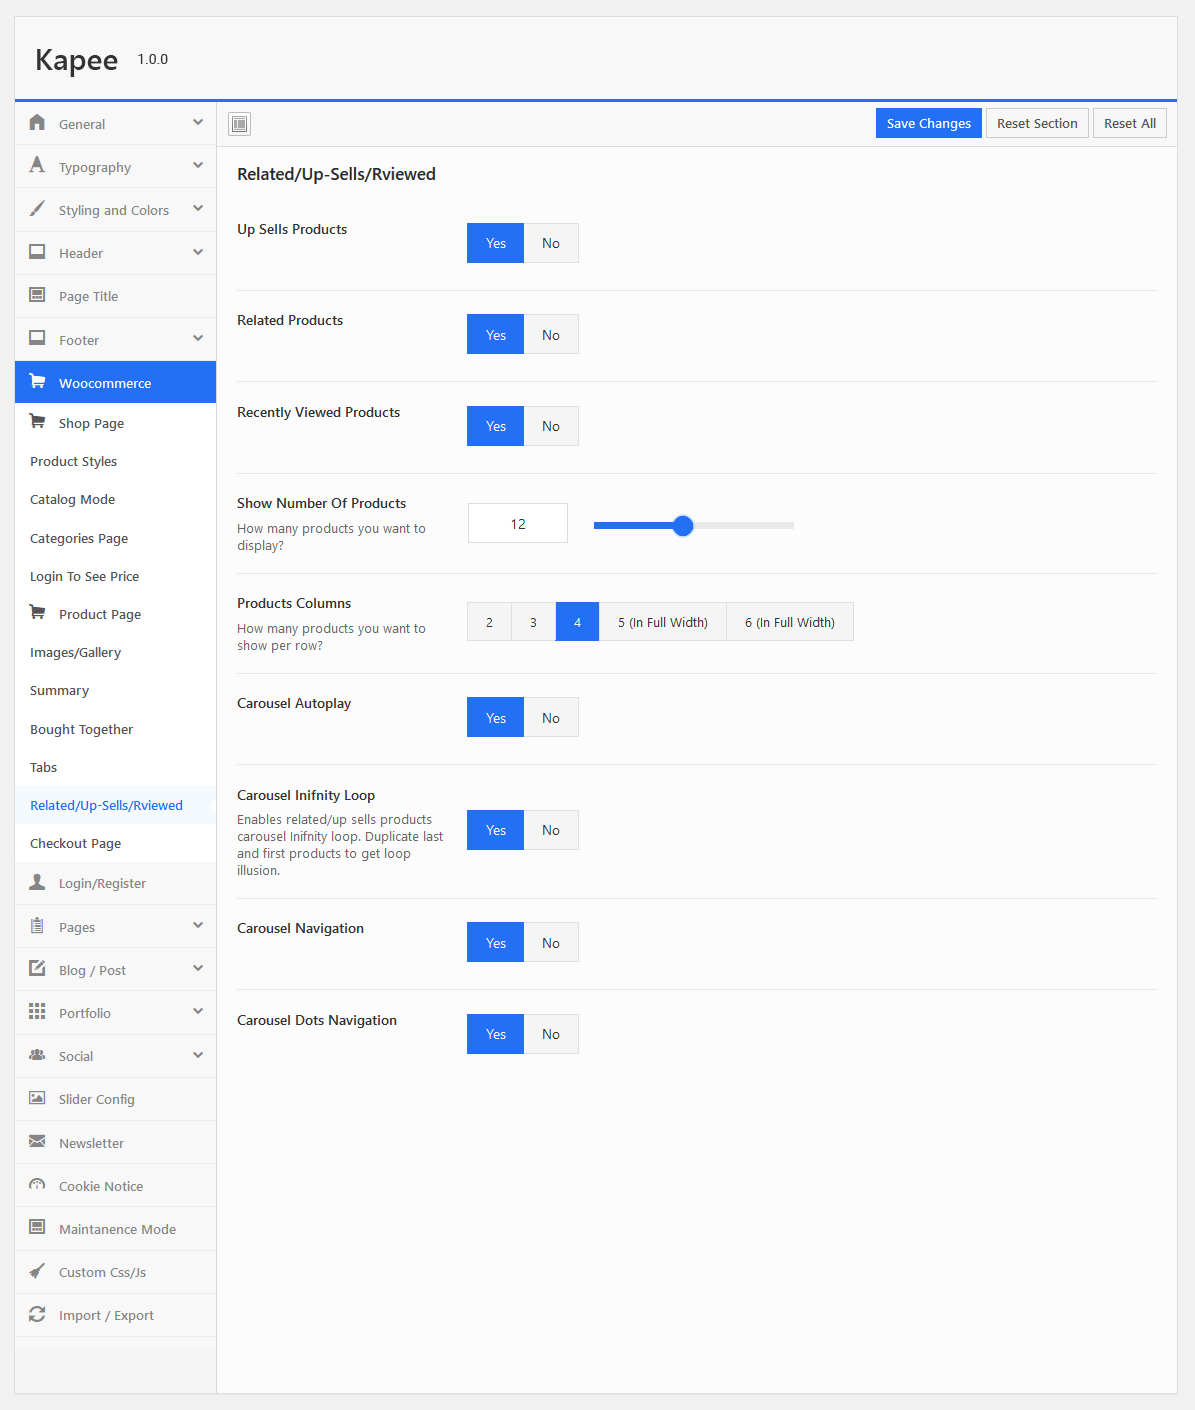 Kapee 1.0.0
General
Typography
Styling and Colors
Header
Page Title
Footer
Woocommerce
Shop Page
Product Styles
Catalog Mode
Categories Page
Login To See Price
Product Page
Images/Gallery
Summary
Bought Together
Tabs
Related/Up-Sells/Rviewed
Checkout Page
Login/Register
Pages
Blog / Post
Portfolio
Social
Slider Config
Newsletter
Cookie Notice
Maintanence Mode
Custom Css/Js
Import / Export
Save Changes Reset Section Reset All
Related/Up-Sells/Rviewed
Up Sells Products
Yes No
Related Products
Yes No
Recently Viewed Products
Yes No
Show Number Of Products
How many products you want to
display?
12
Products Columns
How many products you want to
show per row?
2 3 4 5 (In Full Width) 6 (In Full Width)
Carousel Autoplay
Yes No
Carousel Inifnity Loop
Enables related/up sells products
carousel Inifnity loop. Duplicate last
and first products to get loop
illusion.
Yes No
Carousel Navigation
Yes No
Carousel Dots Navigation
Yes No